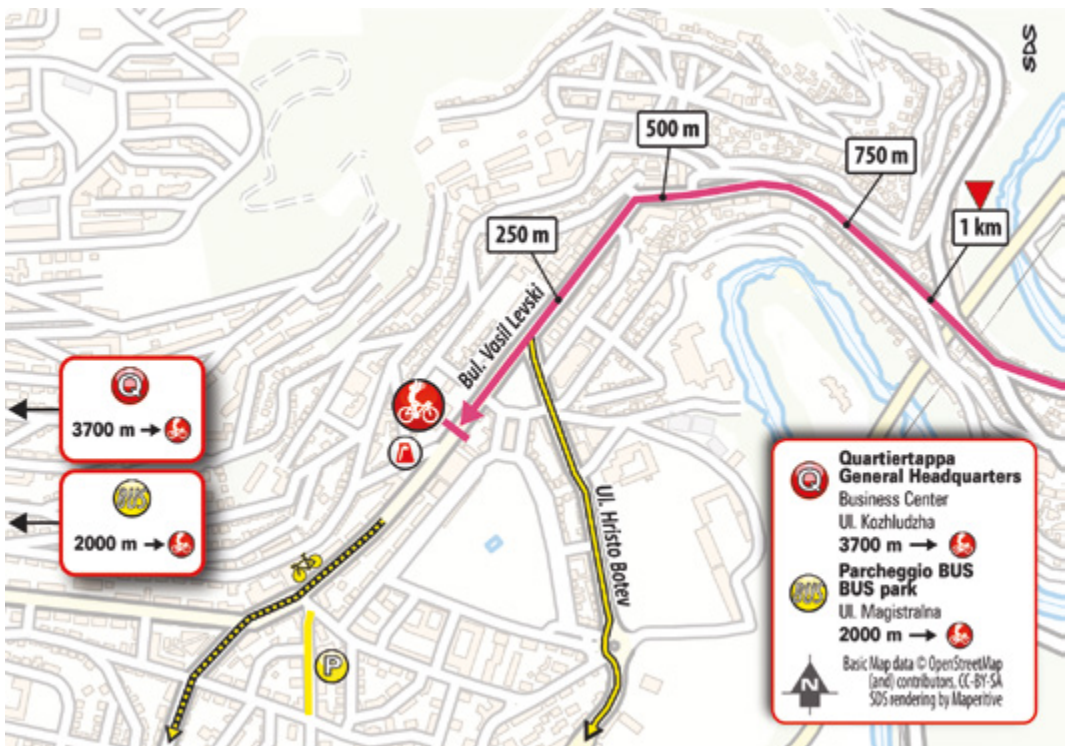 SDS
500 m
750 m
1 km
250 m
Bul. Vasil Levski
Q
3700 m
BUS
2000 m
Ul. Hristo Botev
P
Q
Quartiertappa
General Headquarters
Business Center
Ul. Kozhludzha
3700 m
BUS
Parcheggio BUS
BUS park
Ul. Magistralna
2000 m
N
Basic Map data © OpenStreetMap
(and) contributors, CC-BY-SA
SDS rendering by Maperitive